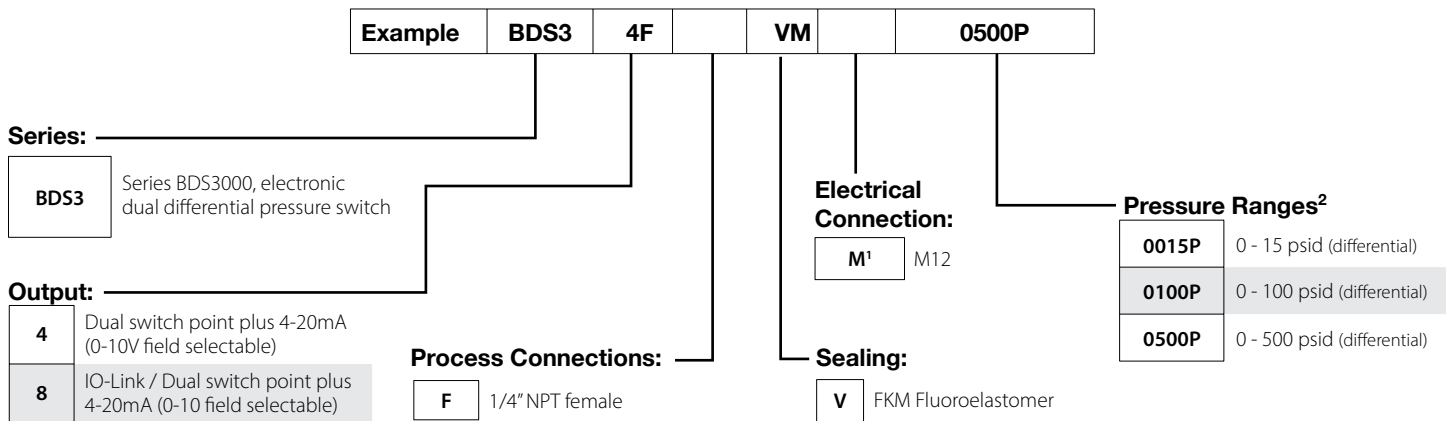 Example BDS3 4F VM 0500P
Series:
BDS3
Series BDS3000, electronic
dual differential pressure switch
Output:
4
Dual switch point plus 4-20mA
(0-10V field selectable)
8
IO-Link / Dual switch point plus
4-20mA (0-10 field selectable)
Process Connections:
F 1/4" NPT female
Sealing:
V FKM Fluoroelastomer
Electrical
Connection:
M¹ M12
Pressure Ranges²
0015P 0 - 15 psid (differential)
0100P 0 - 100 psid (differential)
0500P 0 - 500 psid (differential)